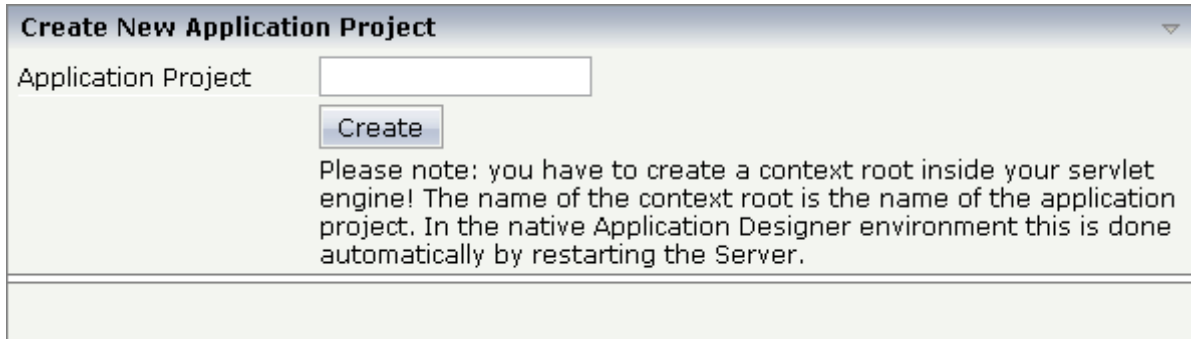 Create New Application Project
Application Project
Create
Please note: you have to create a context root inside your servlet
engine! The name of the context root is the name of the application
project. In the native Application Designer environment this is done
automatically by restarting the Server.